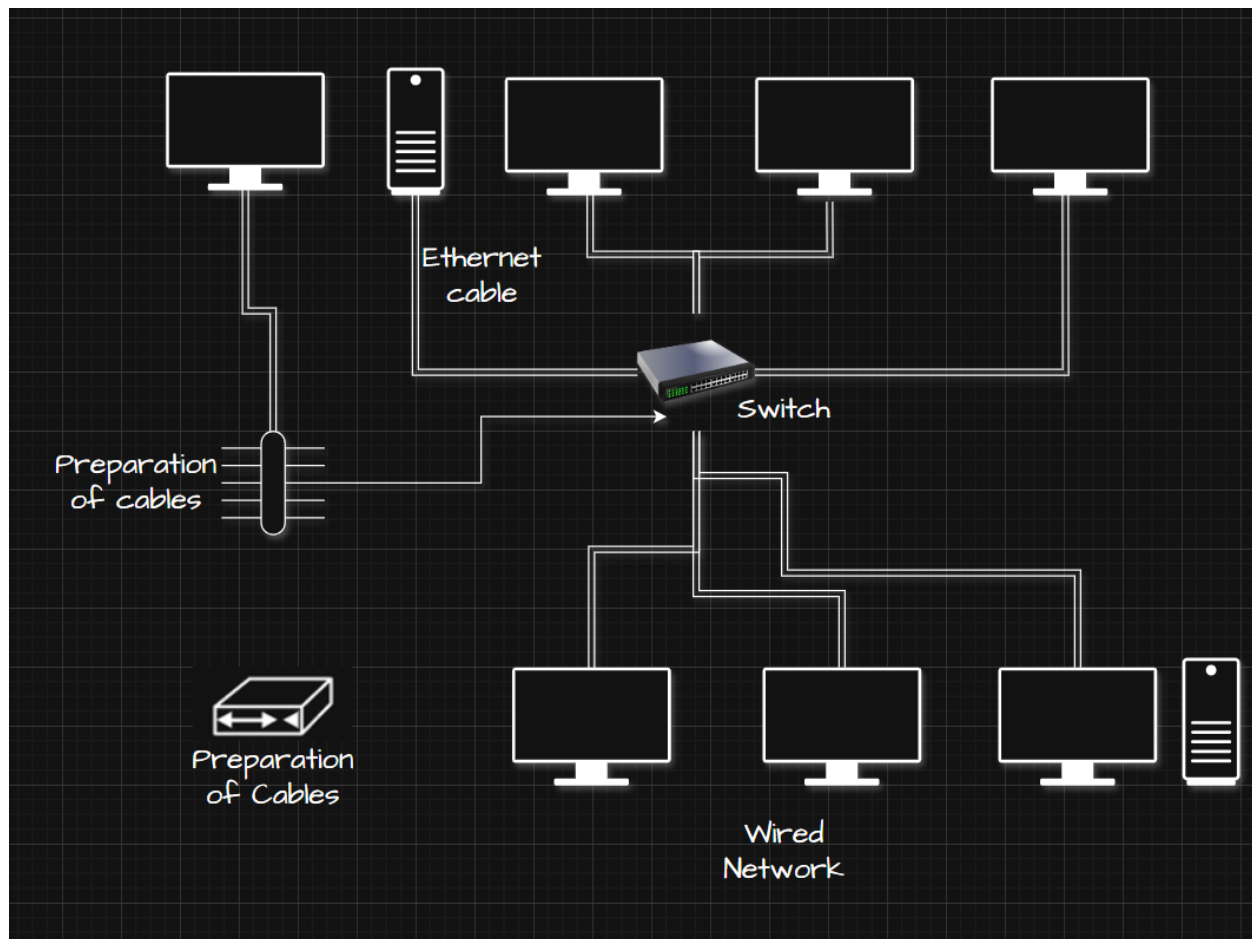 Ethernet
cable
Switch
Preparation
of cables
Preparation
of Cables
Wired
Network